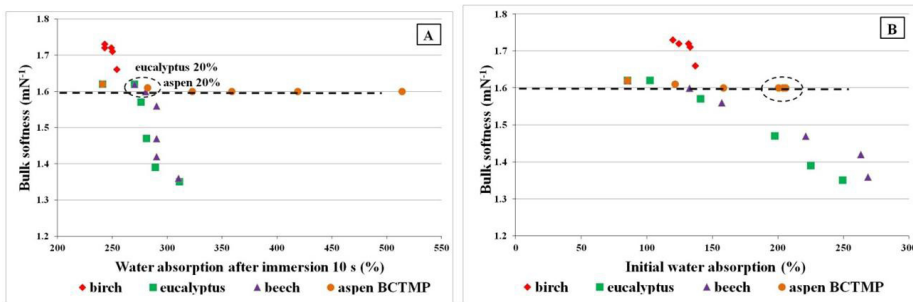 A
Bulk softness (mN⁻¹)
1.8
1.7
1.6
1.5
1.4
1.3
1.2
eucalyptus 20%
aspen 20%
200 250 300 350 400 450 500 550
Water absorption after immersion 10 s (%)
birch eucalyptus beech aspen BCTMP
B
Bulk softness (mN⁻¹)
1.8
1.7
1.6
1.5
1.4
1.3
1.2
0 50 100 150 200 250 300
Initial water absorption (%)
birch eucalyptus beech aspen BCTMP